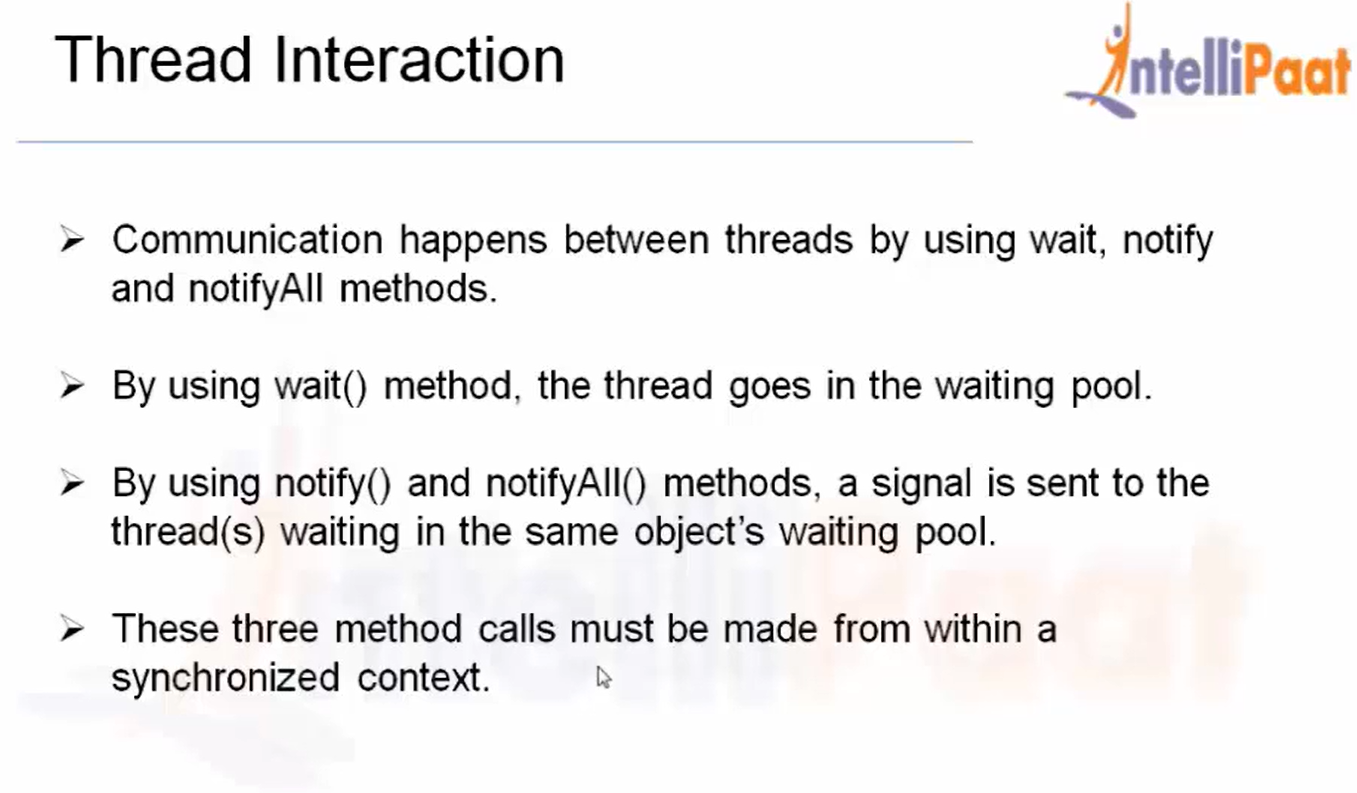 Thread Interaction
IntelliPaat
➢ Communication happens between threads by using wait, notify
and notifyAll methods.
➢ By using wait() method, the thread goes in the waiting pool.
➢ By using notify() and notifyAll() methods, a signal is sent to the
thread(s) waiting in the same object’s waiting pool.
➢ These three method calls must be made from within a
synchronized context.
IntelliPaat